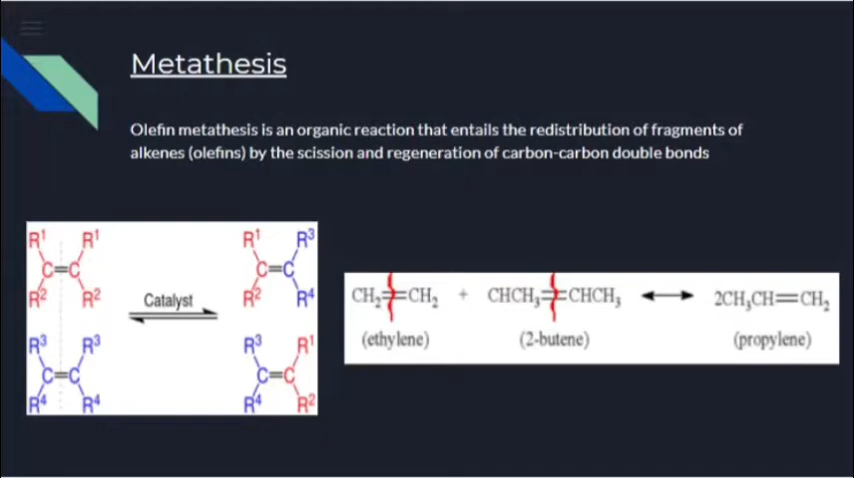 Metathesis
Olefin metathesis is an organic reaction that entails the redistribution of fragments of
alkenes (olefins) by the scission and regeneration of carbon-carbon double bonds
R¹ R¹ R¹ R³
C=C C=C
R² R² Catalyst R² R⁴
R³ R³ R³ R¹
C=C C=C
R⁴ R⁴ R⁴ R²
CH₂=CH₂ + CHCH₃=CHCH₃ ⟷ 2CH₃CH=CH₂
(ethylene) (2-butene) (propylene)